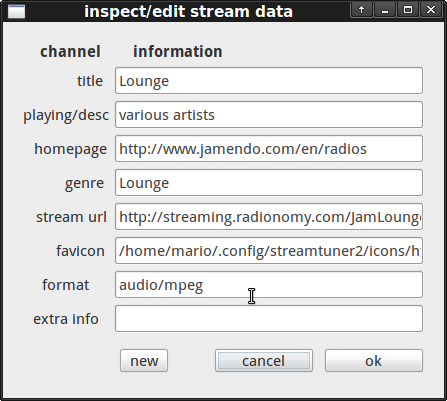 inspect/edit stream data
channel information
title Lounge
playing/desc various artists
homepage http://www.jamendo.com/en/radios
genre Lounge
stream url http://streaming.radionomy.com/JamLounge
favicon /home/mario/.config/streamtuner2/icons/h
format audio/mpeg
extra info
new cancel ok